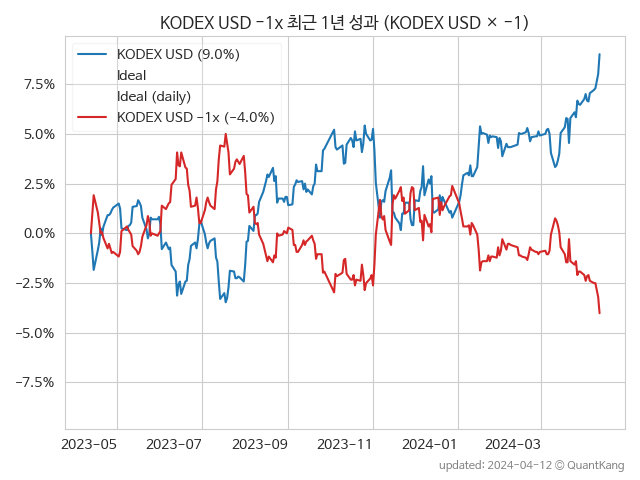 KODEX USD -1x 최근 1년 성과 (KODEX USD × -1)
KODEX USD (9.0%)
Ideal
Ideal (daily)
KODEX USD -1x (-4.0%)
7.5%
5.0%
2.5%
0.0%
-2.5%
-5.0%
-7.5%
2023-05
2023-07
2023-09
2023-11
2024-01
2024-03
updated: 2024-04-12 © QuantKang